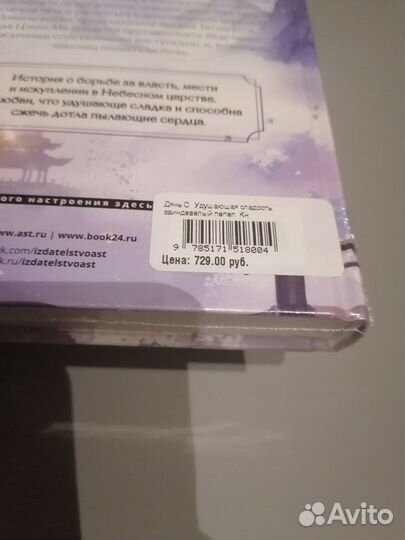 История о борьбе за власть, мести
и искуплении в Небесном царстве.
что удушающе сладка и способна
сжечь дотла пылающие сердца.
ого настроения здесь
.ast.ru | www.book24.ru
k.com/izdatelstvoast
k.ru/izdatelstvoast
Дянь С. Удушающая сладость,
заиндевелый пепел. Кн
9 785171 518004
Цена: 729.00 руб.
Avito